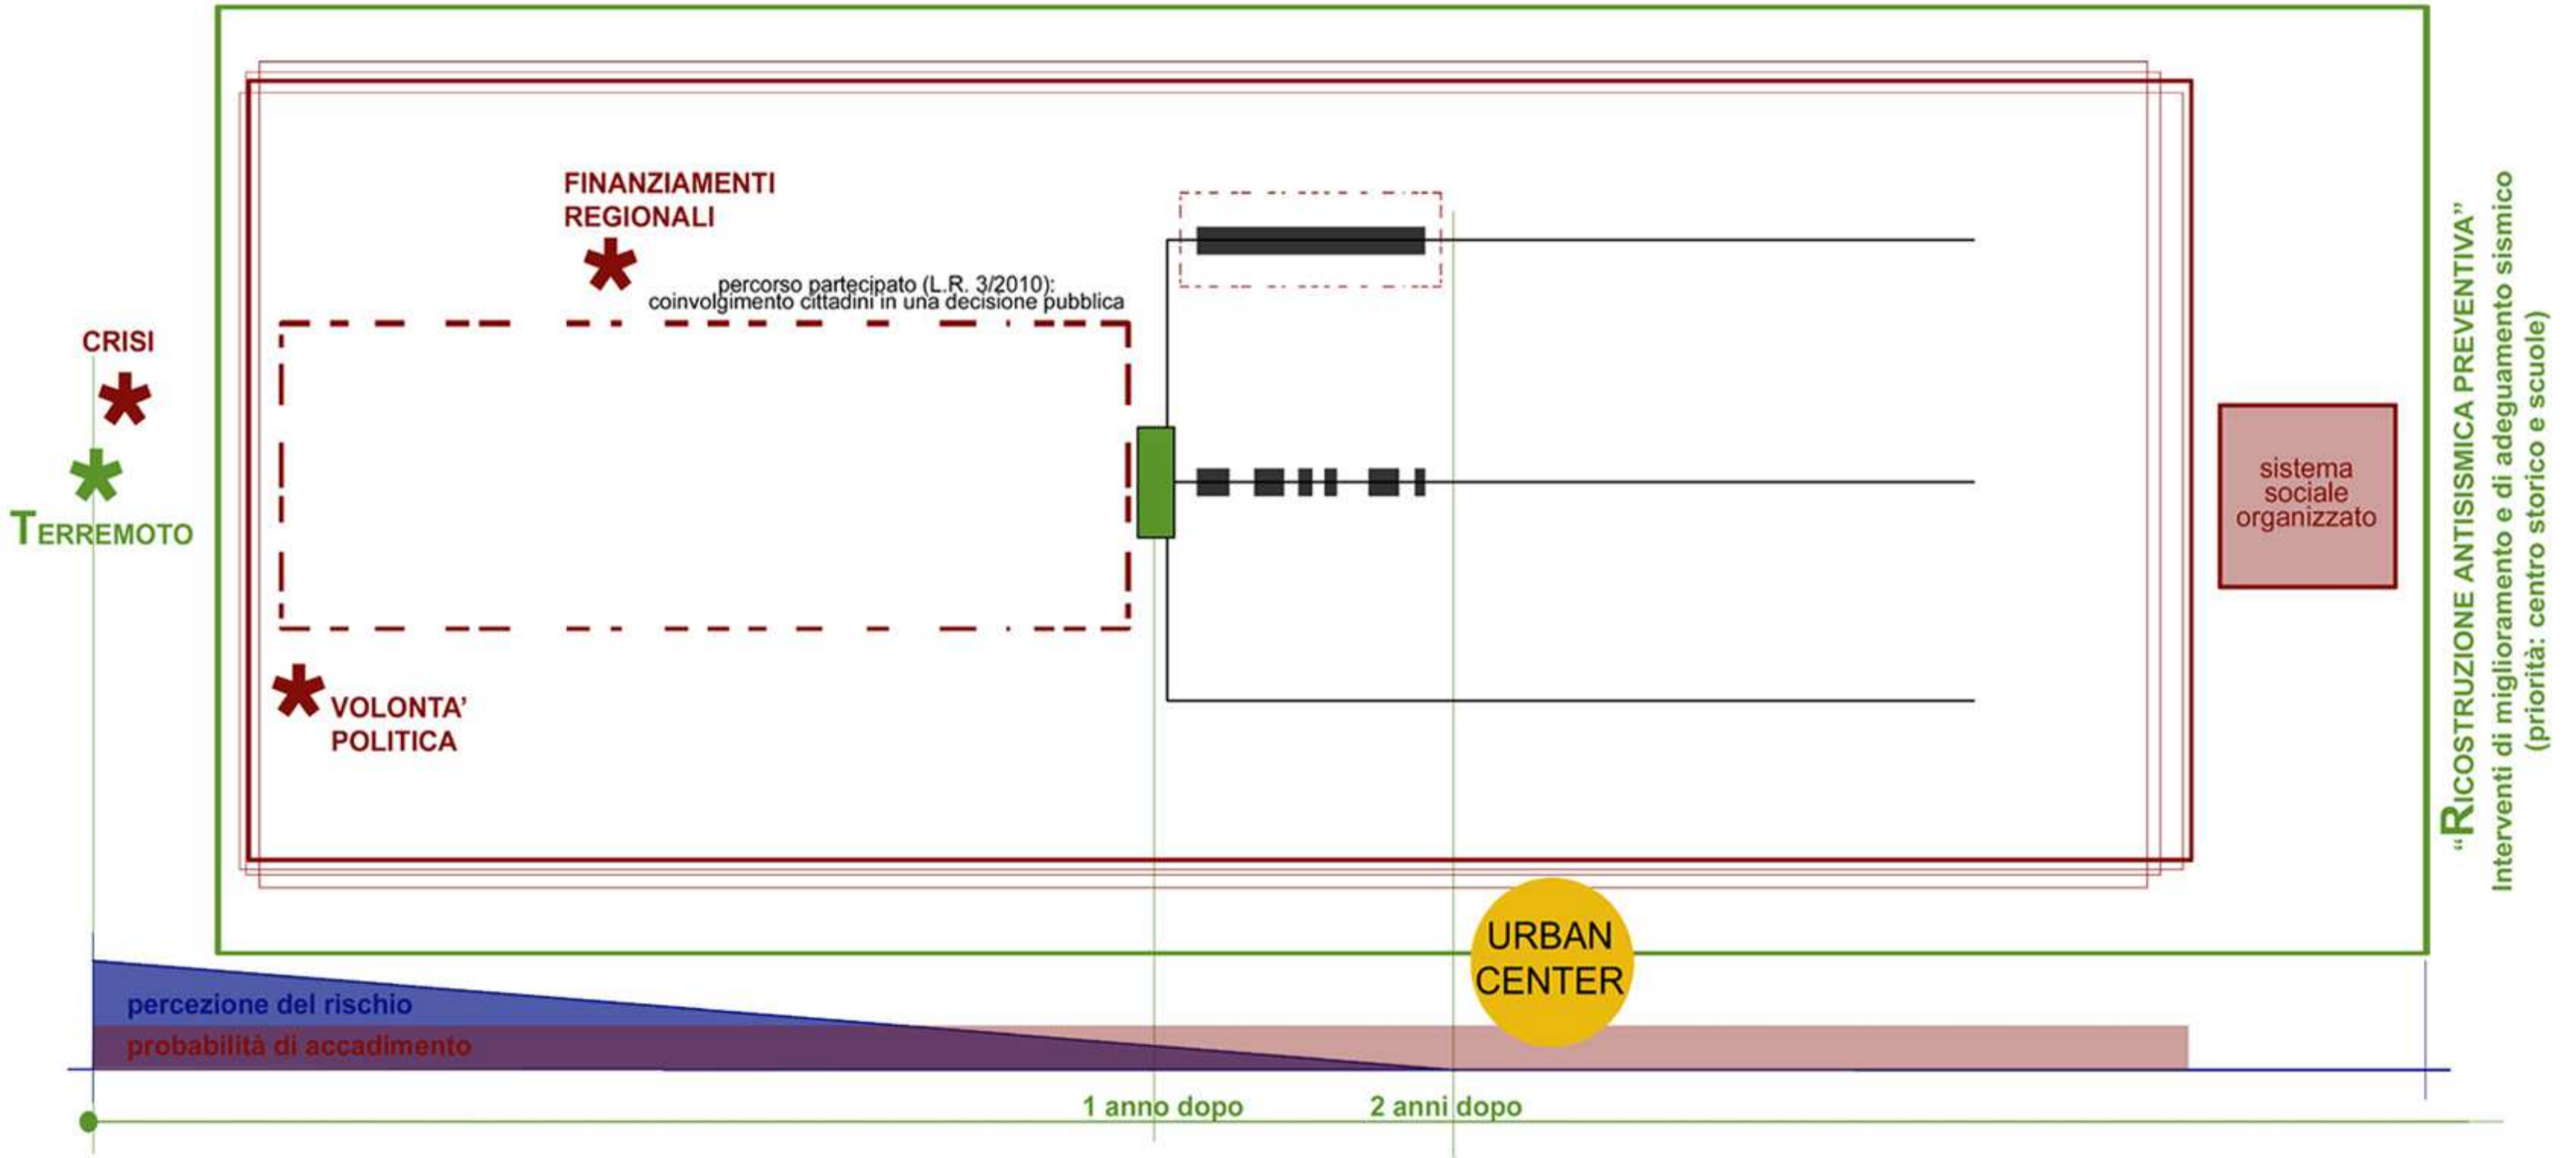 FINANZIAMENTI
REGIONALI
percorso partecipato (L.R. 3/2010):
coinvolgimento cittadini in una decisione pubblica
CRISI
TERREMOTO
VOLONTA'
POLITICA
sistema
sociale
organizzato
“RICOSTRUZIONE ANTISISMICA PREVENTIVA”
Interventi di miglioramento e di adeguamento sismico
(priorità: centro storico e scuole)
URBAN
CENTER
percezione del rischio
probabilità di accadimento
1 anno dopo
2 anni dopo